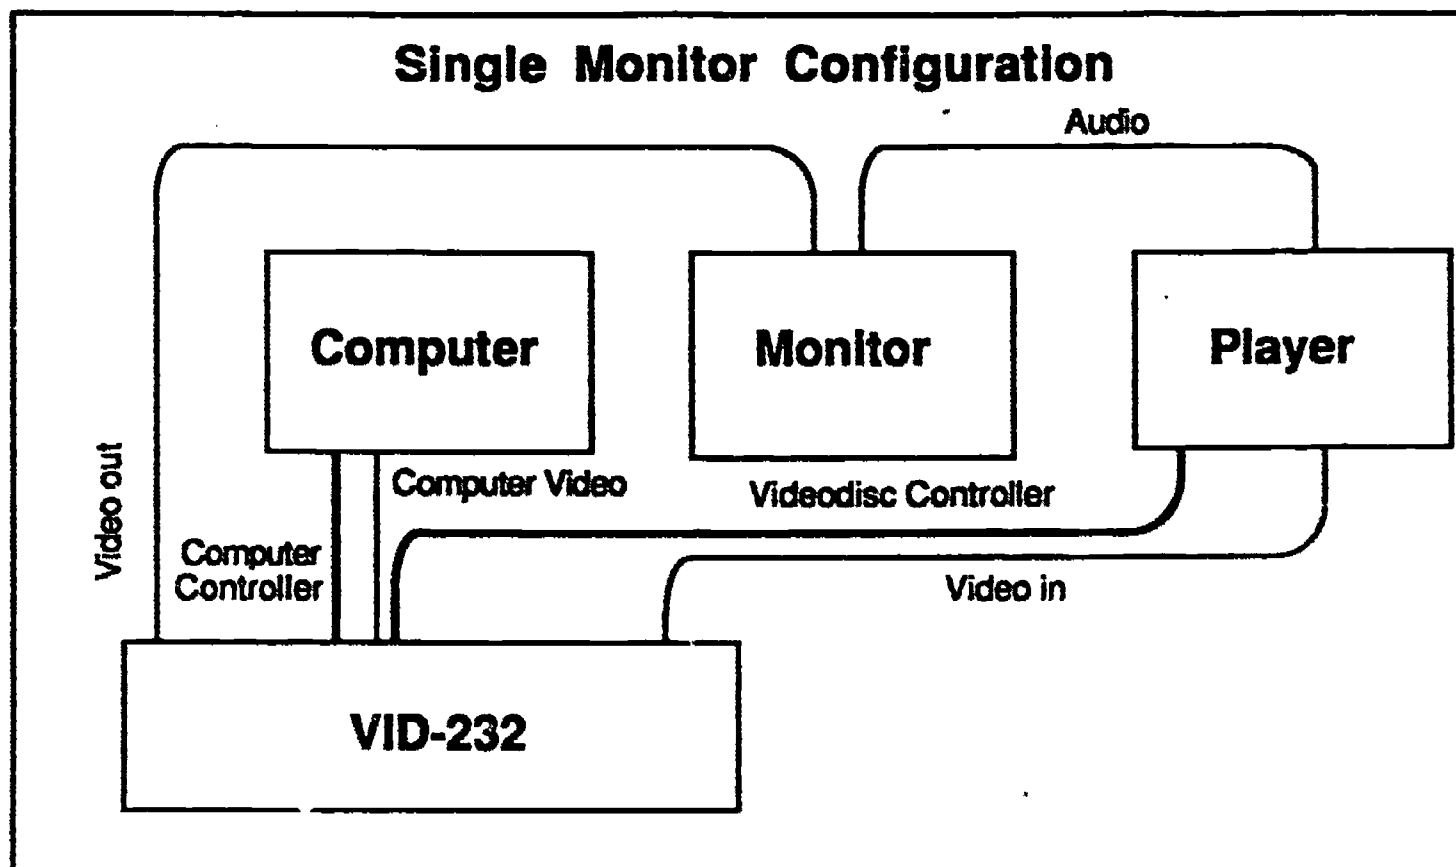 Single Monitor Configuration
Audio
Computer
Monitor
Player
Video out
Computer Video
Videodisc Controller
Computer
Controller
Video in
VID-232